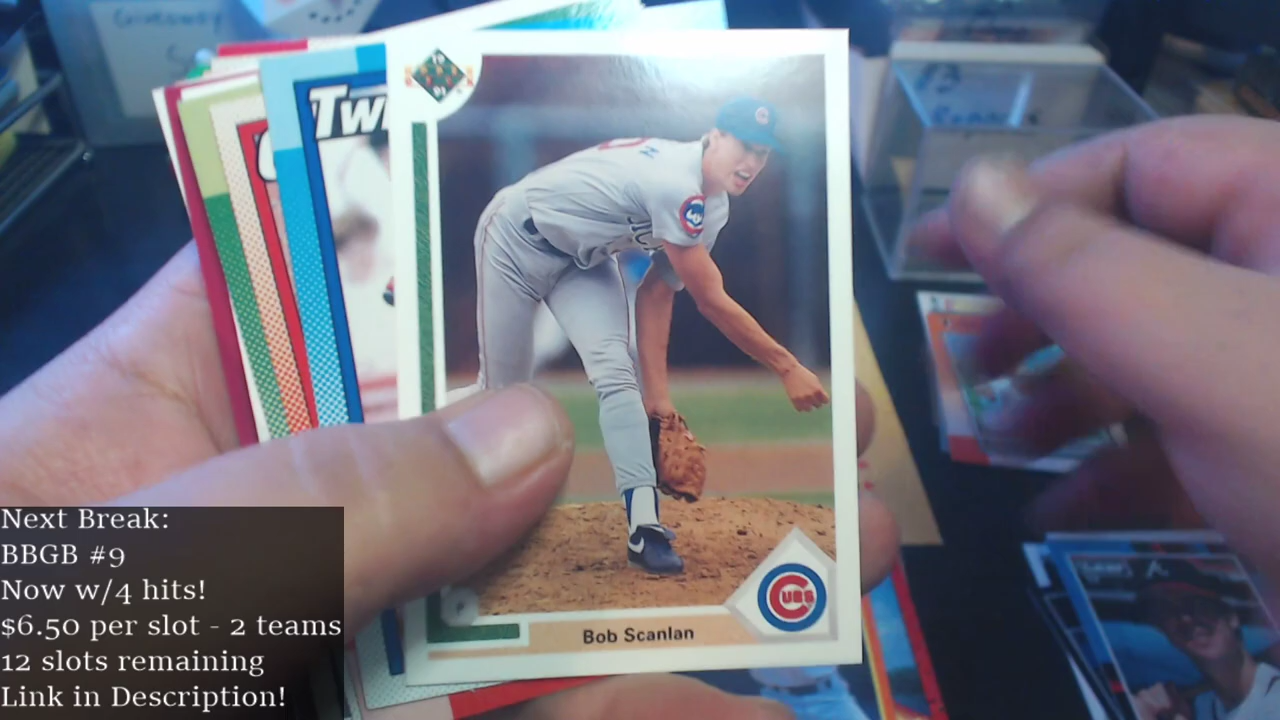 TW
CUBS
Bob Scanlan
Next Break:
BBGB #9
Now w/4 hits!
$6.50 per slot - 2 teams
12 slots remaining
Link in Description!